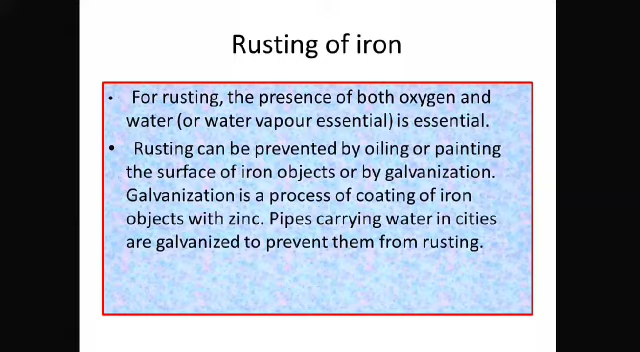 Rusting of iron
• For rusting, the presence of both oxygen and
water (or water vapour essential) is essential.
• Rusting can be prevented by oiling or painting
the surface of iron objects or by galvanization.
Galvanization is a process of coating of iron
objects with zinc. Pipes carrying water in cities
are galvanized to prevent them from rusting.